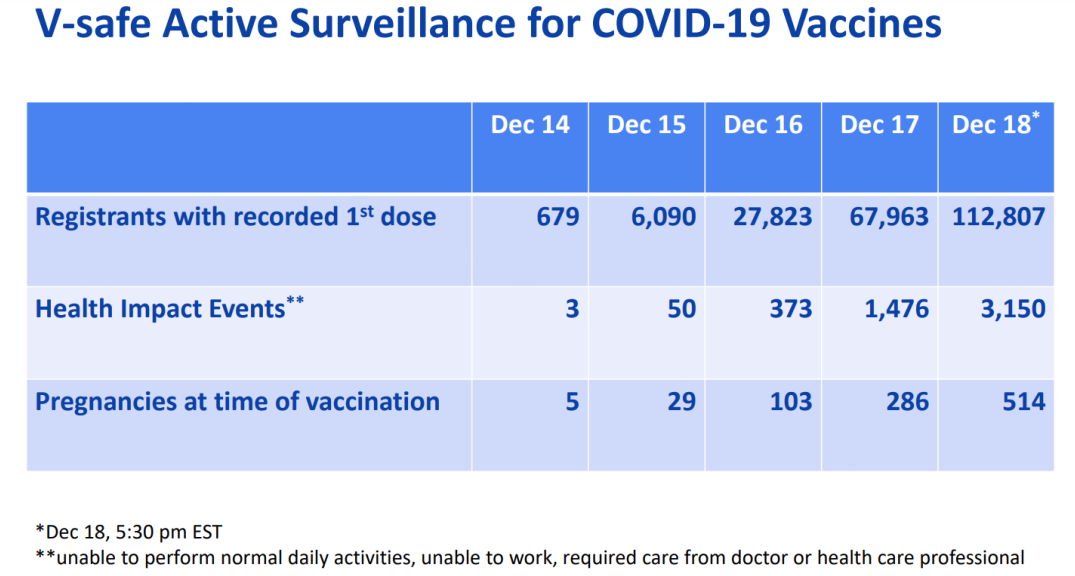 V-safe Active Surveillance for COVID-19 Vaccines
Dec 14 Dec 15 Dec 16 Dec 17 Dec 18*
Registrants with recorded 1st dose 679 6,090 27,823 67,963 112,807
Health Impact Events** 3 50 373 1,476 3,150
Pregnancies at time of vaccination 5 29 103 286 514
*Dec 18, 5:30 pm EST
**unable to perform normal daily activities, unable to work, required care from doctor or health care professional